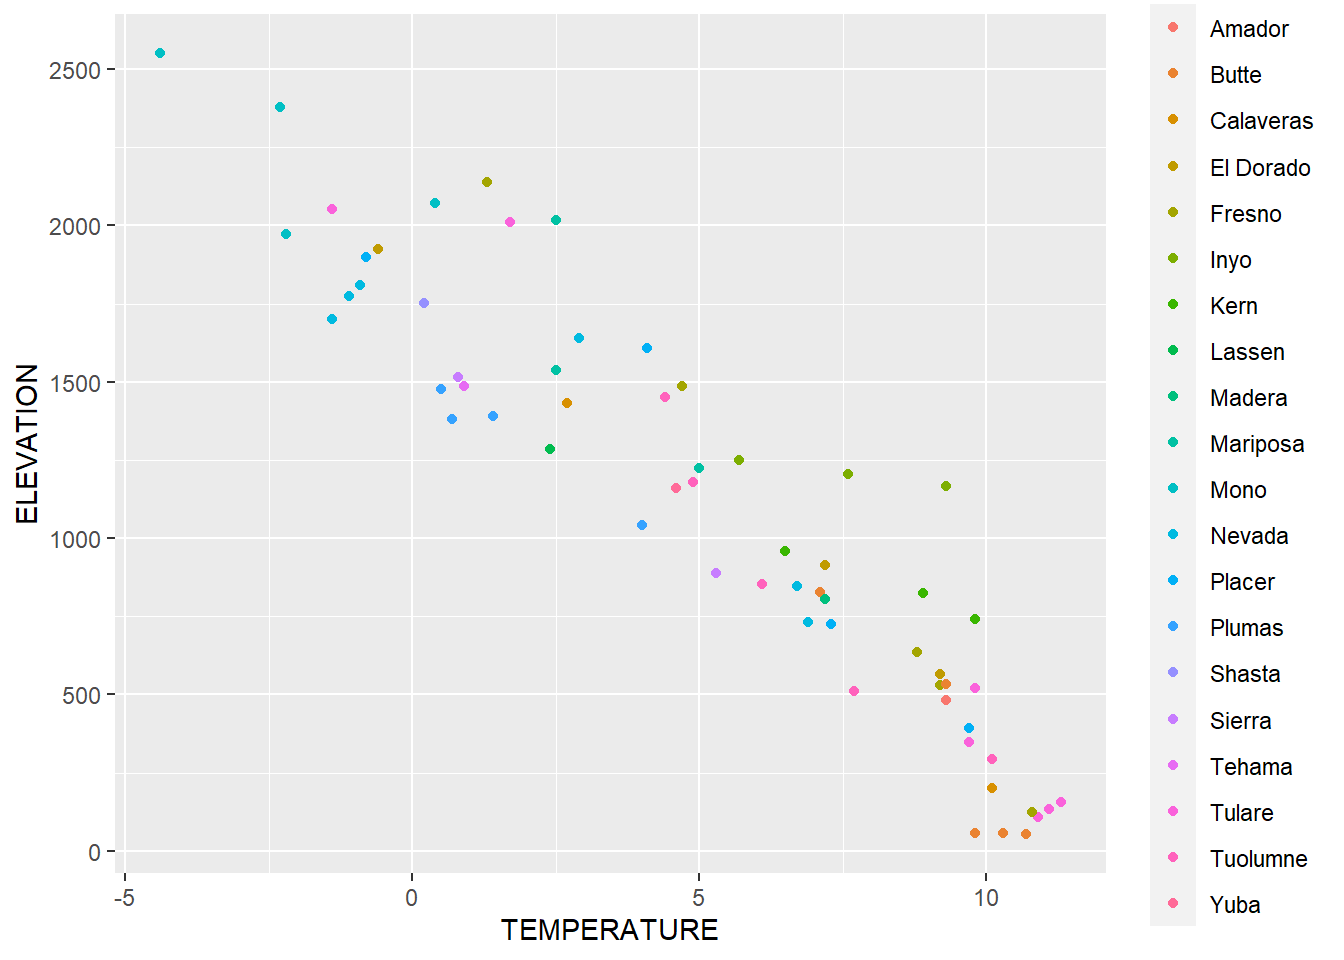 2500
2000
1500
1000
500
0
ELEVATION
-5 0 5 10
TEMPERATURE
Amador
Butte
Calaveras
El Dorado
Fresno
Inyo
Kern
Lassen
Madera
Mariposa
Mono
Nevada
Placer
Plumas
Shasta
Sierra
Tehama
Tulare
Tuolumne
Yuba